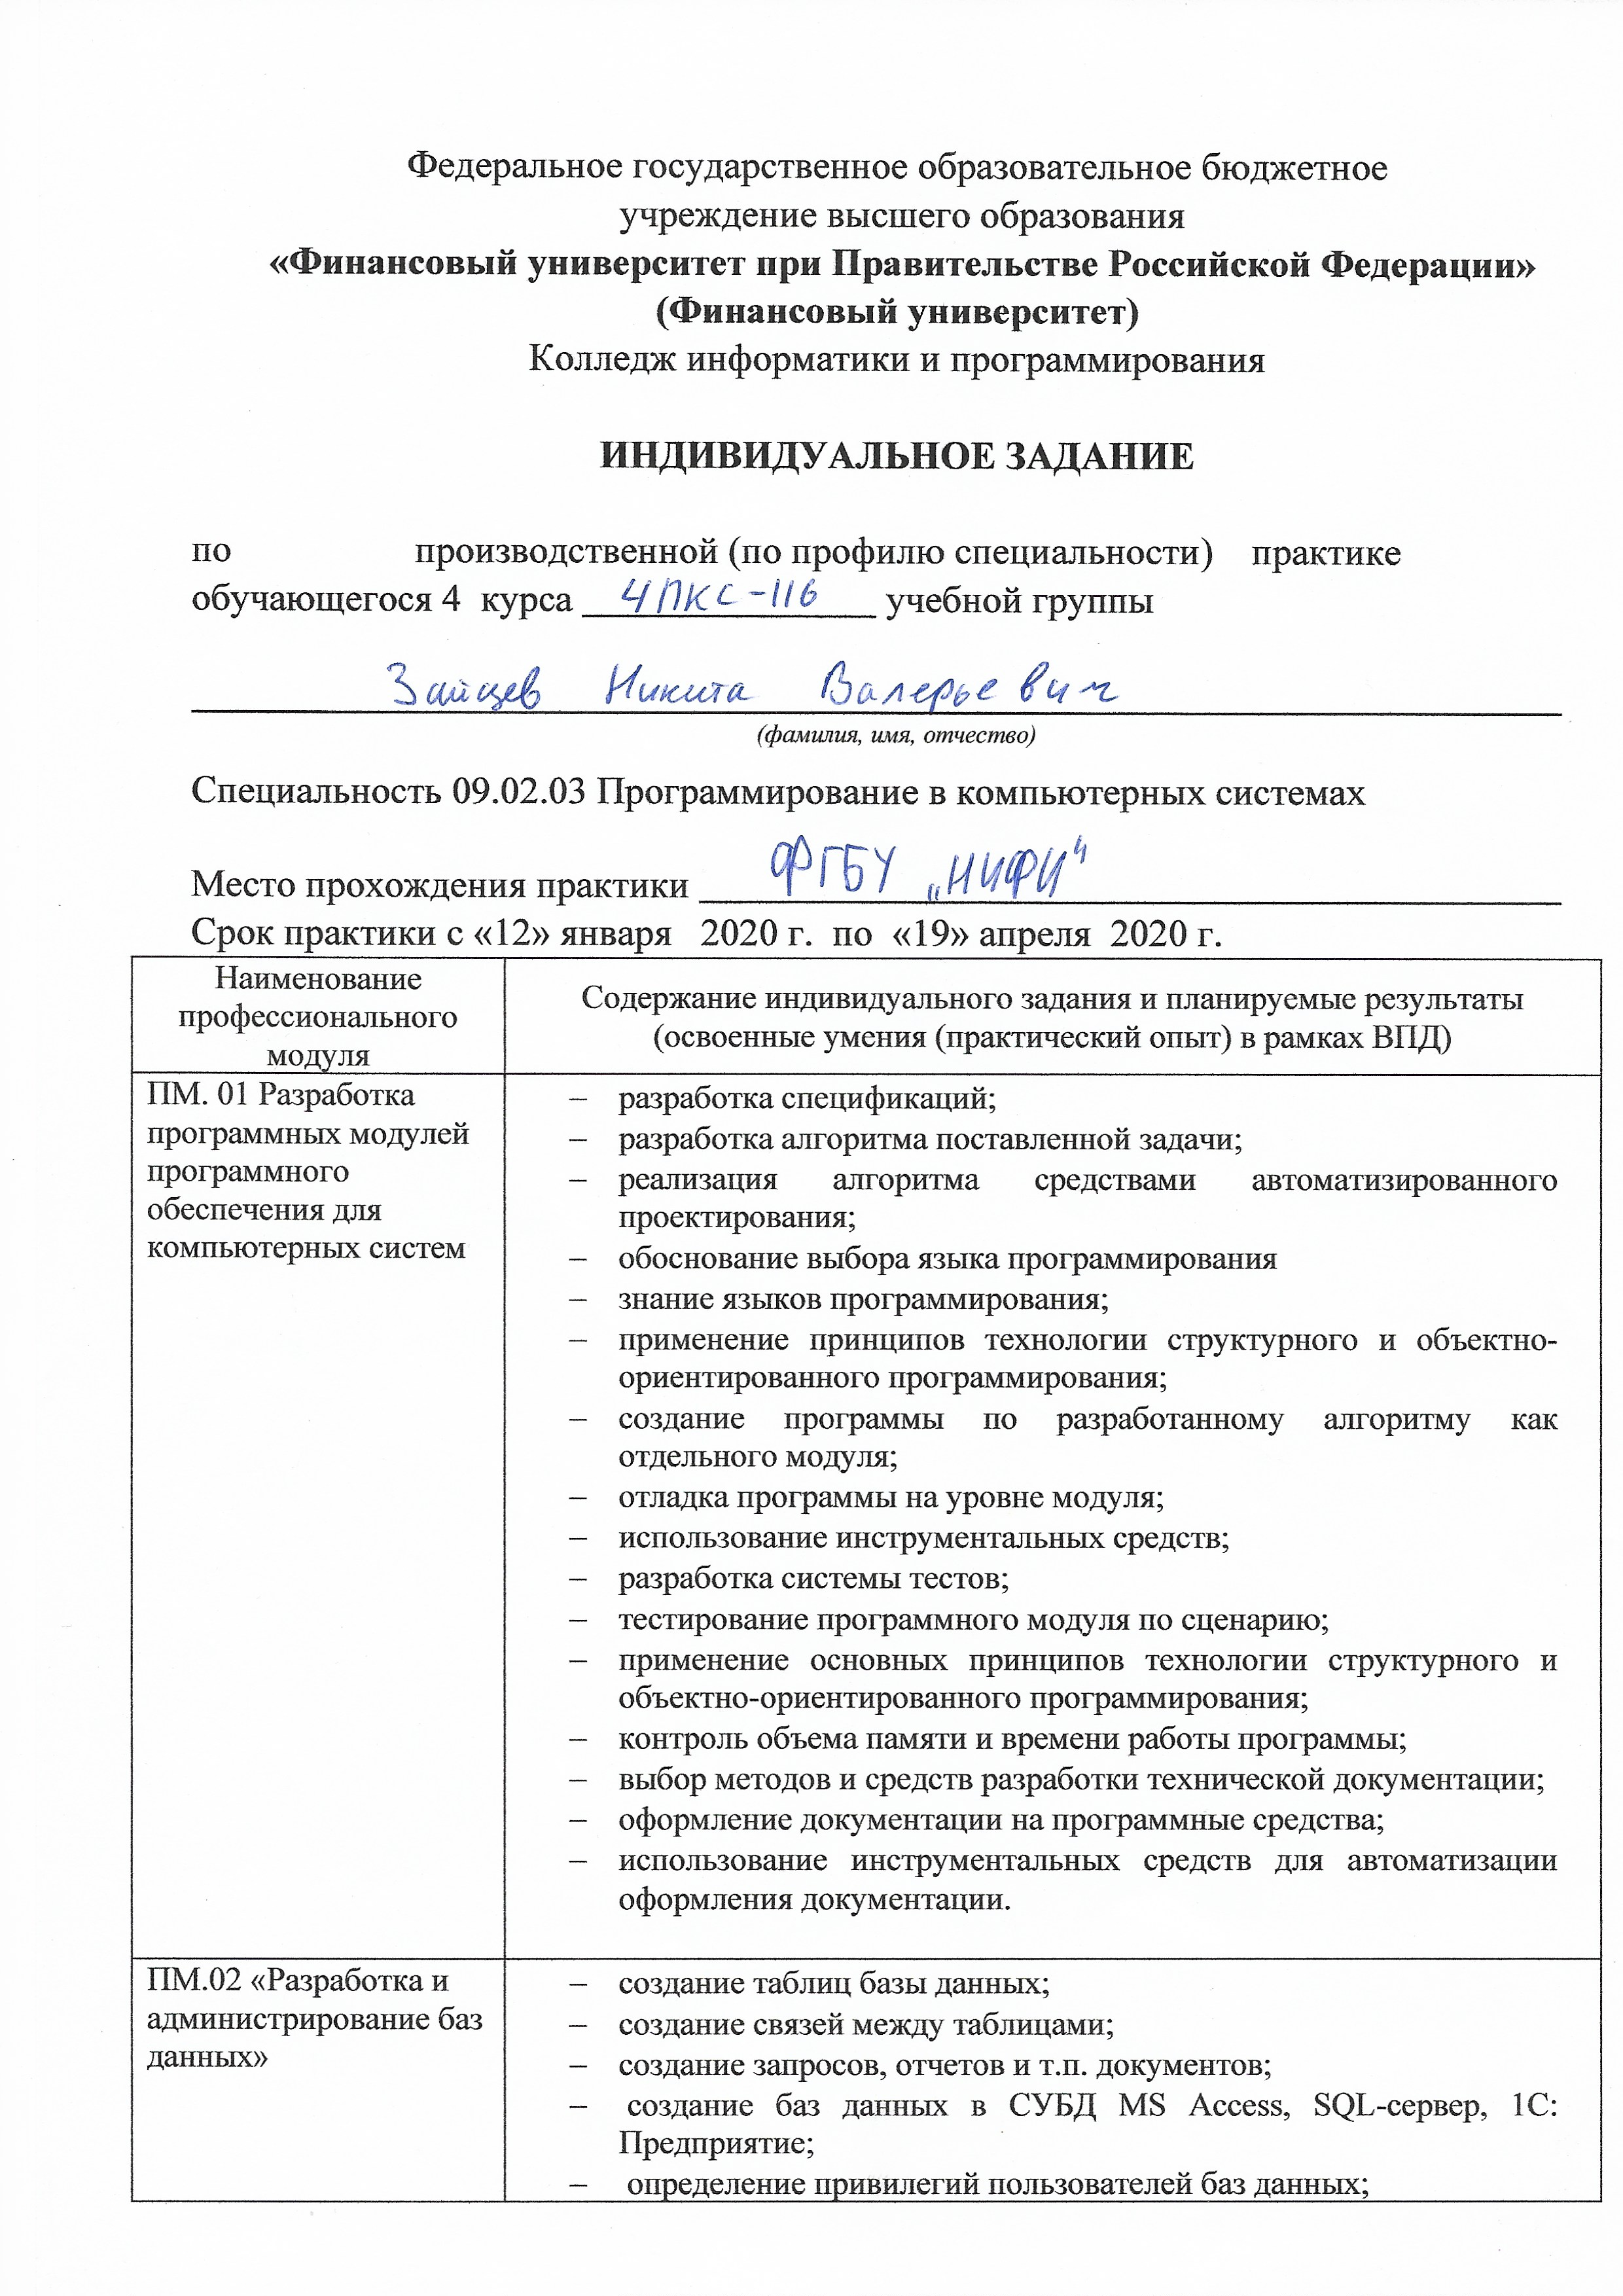 Федеральное государственное образовательное бюджетное
учреждение высшего образования
«Финансовый университет при Правительстве Российской Федерации»
(Финансовый университет)
Колледж информатики и программирования
ИНДИВИДУАЛЬНОЕ ЗАДАНИЕ
по производственной (по профилю специальности) практике
обучающегося 4 курса 4ПКС-116 учебной группы
Зайцев Никита Валерьевич
(фамилия, имя, отчество)
Специальность 09.02.03 Программирование в компьютерных системах
Место прохождения практики ФГБУ „НИФИ"
Срок практики с «12» января 2020 г. по «19» апреля 2020 г.
Наименование
профессионального
модуля
Содержание индивидуального задания и планируемые результаты
(освоенные умения (практический опыт) в рамках ВПД)
ПМ. 01 Разработка
программных модулей
программного
обеспечения для
компьютерных систем
– разработка спецификаций;
– разработка алгоритма поставленной задачи;
– реализация алгоритма средствами автоматизированного
проектирования;
– обоснование выбора языка программирования
– знание языков программирования;
– применение принципов технологии структурного и объектно-
ориентированного программирования;
– создание программы по разработанному алгоритму как
отдельного модуля;
– отладка программы на уровне модуля;
– использование инструментальных средств;
– разработка системы тестов;
– тестирование программного модуля по сценарию;
– применение основных принципов технологии структурного и
объектно-ориентированного программирования;
– контроль объема памяти и времени работы программы;
– выбор методов и средств разработки технической документации;
– оформление документации на программные средства;
– использование инструментальных средств для автоматизации
оформления документации.
ПМ.02 «Разработка и
администрирование баз
данных»
– создание таблиц базы данных;
– создание связей между таблицами;
– создание запросов, отчетов и т.п. документов;
– создание баз данных в СУБД MS Access, SQL-сервер, 1С:
Предприятие;
– определение привилегий пользователей баз данных;